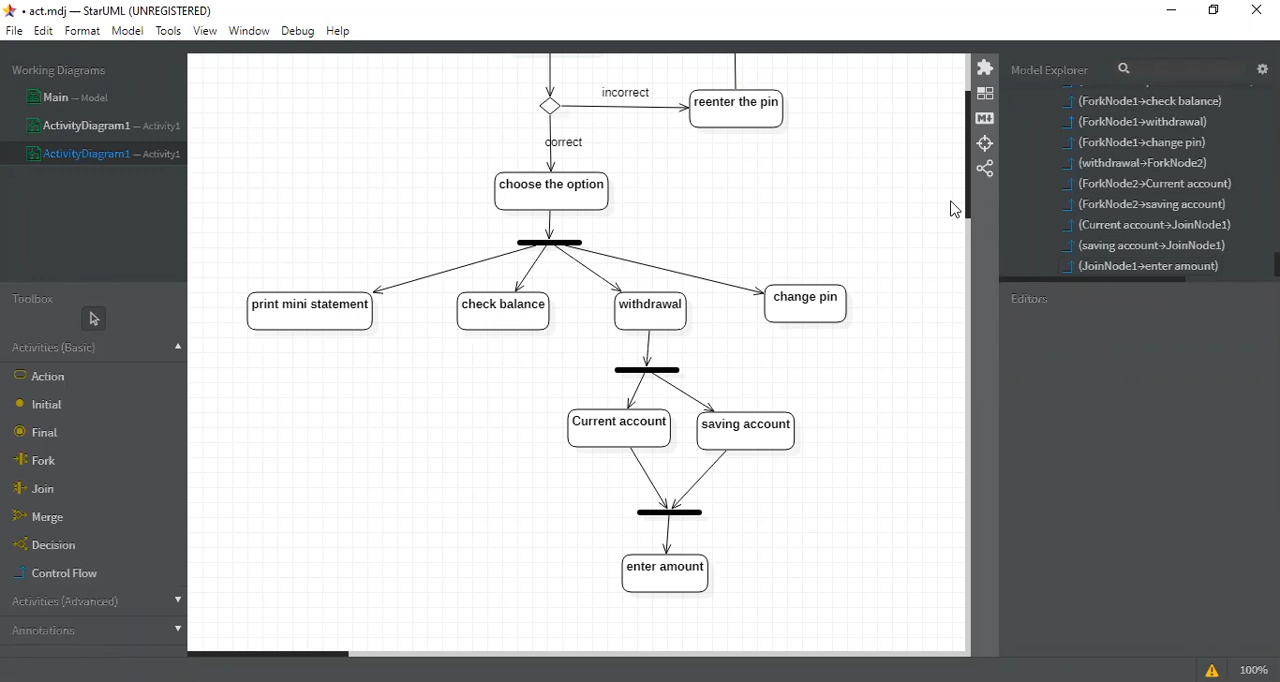 • act.mdj — StarUML (UNREGISTERED)
File Edit Format Model Tools View Window Debug Help
Working Diagrams
Main — Model
ActivityDiagram1 — Activity1
ActivityDiagram1 — Activity1
Toolbox
Activities (Basic)
Action
Initial
Final
Fork
Join
Merge
Decision
Control Flow
Activities (Advanced)
Annotations
incorrect
reenter the pin
correct
choose the option
print mini statement
check balance
withdrawal
change pin
Current account
saving account
enter amount
Model Explorer
(ForkNode1→check balance)
(ForkNode1→withdrawal)
(ForkNode1→change pin)
(withdrawal→ForkNode2)
(ForkNode2→Current account)
(ForkNode2→saving account)
(Current account→JoinNode1)
(saving account→JoinNode1)
(JoinNode1→enter amount)
Editors
100%